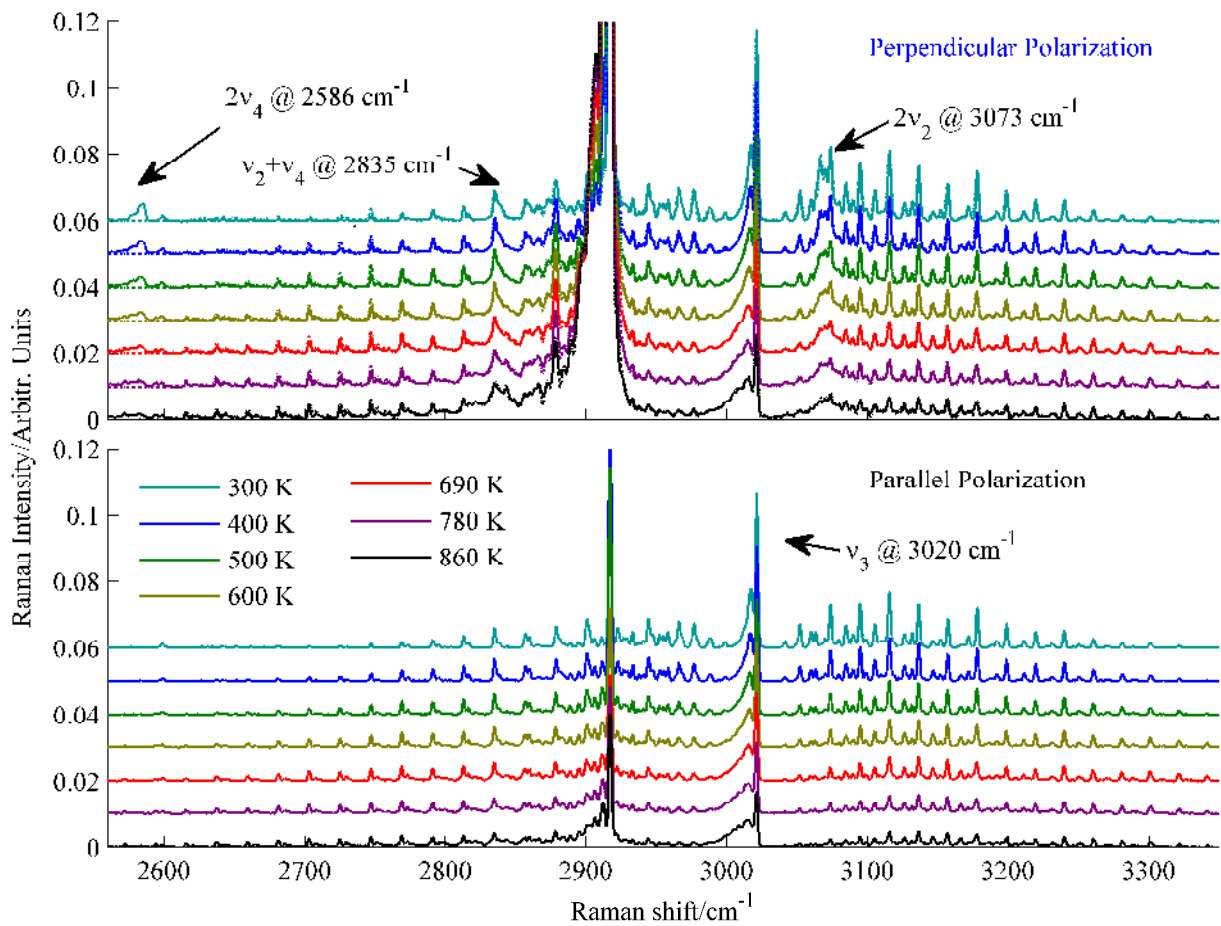 0.12
Perpendicular Polarization
0.1
2ν₄ @ 2586 cm⁻¹
2ν₂ @ 3073 cm⁻¹
0.08
ν₂+ν₄ @ 2835 cm⁻¹
0.06
0.04
0.02
0
Raman Intensity/Arbitr. Units
0.12
300 K
690 K
Parallel Polarization
0.1
400 K
780 K
500 K
860 K
ν₃ @ 3020 cm⁻¹
0.08
600 K
0.06
0.04
0.02
0
2600 2700 2800 2900 3000 3100 3200 3300
Raman shift/cm⁻¹